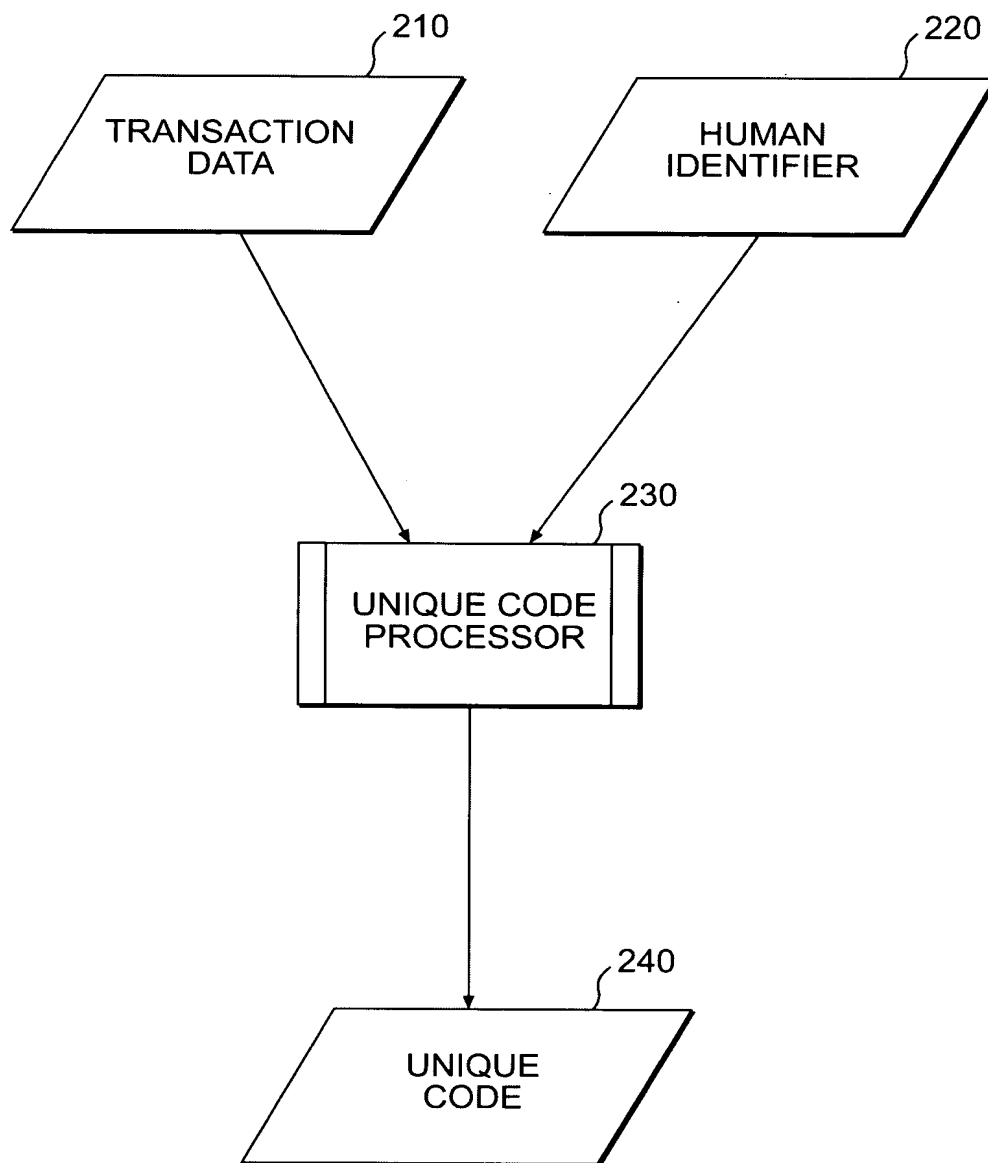 210
220
TRANSACTION
DATA
HUMAN
IDENTIFIER
230
UNIQUE CODE
PROCESSOR
240
UNIQUE
CODE